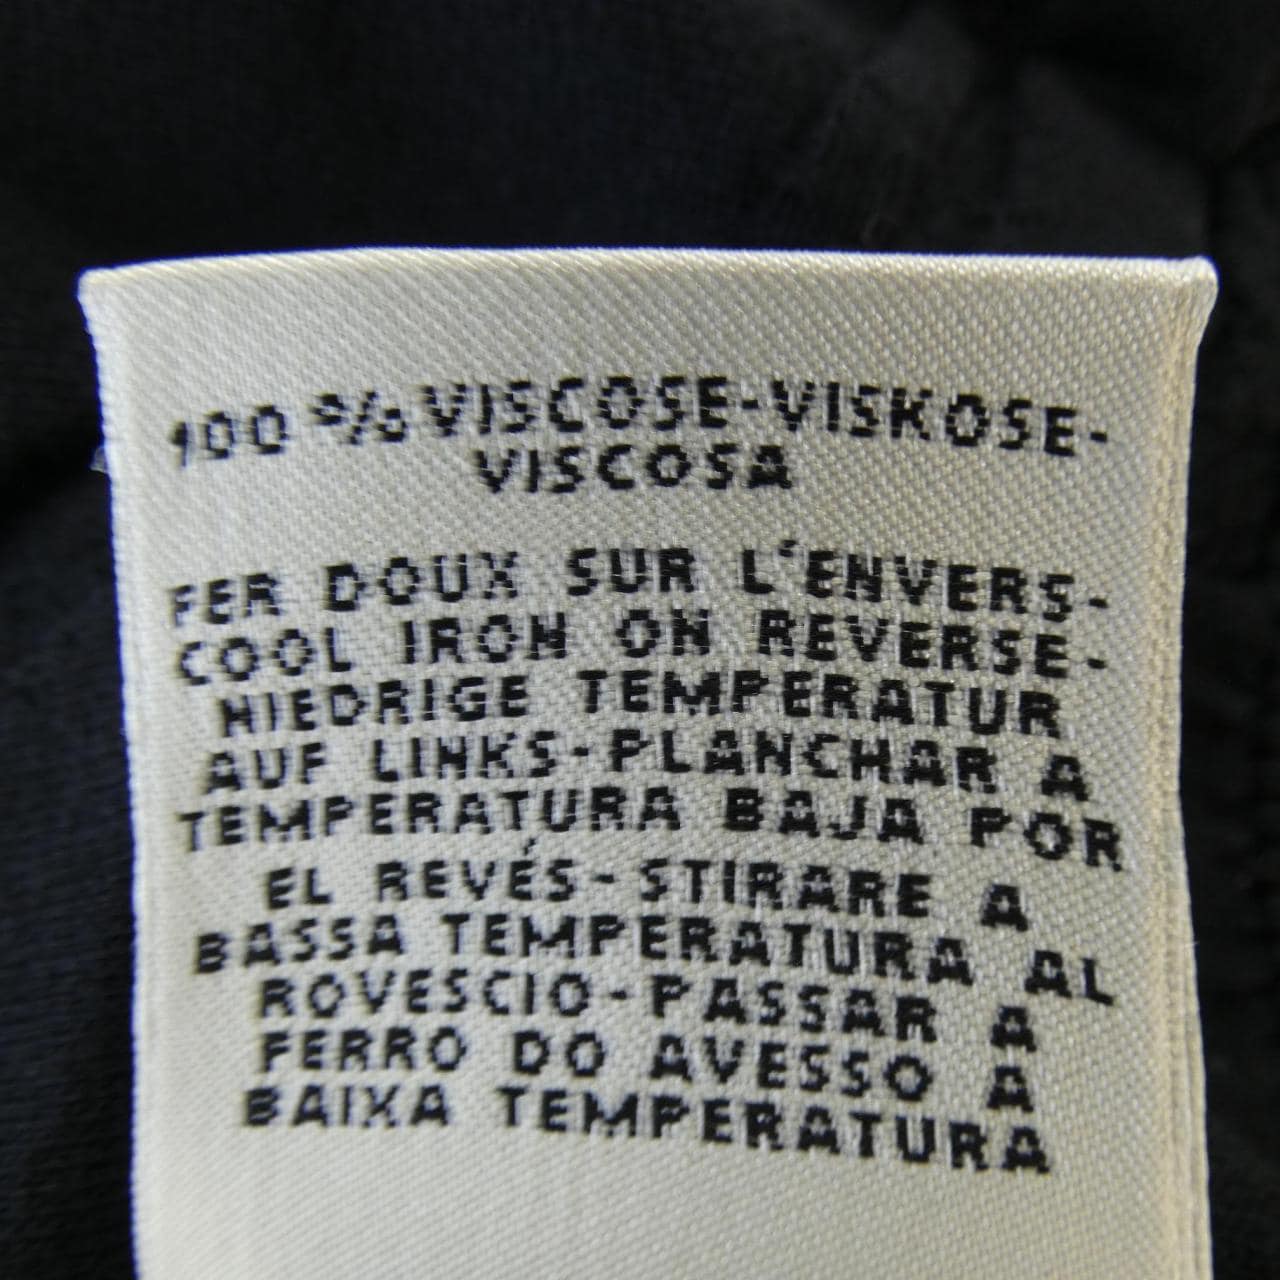 100 % VISCOSE-VISKOSE-
VISCOSA
FER DOUX SUR L'ENVERS-
COOL IRON ON REVERSE-
NIEDRIGE TEMPERATUR
AUF LINKS-PLANCHAR A
TEMPERATURA BAJA POR
EL REVÉS-STIRARE A
BASSA TEMPERATURA AL
ROVESCIO-PASSAR A
FERRO DO AVESSO A
BAIXA TEMPERATURA